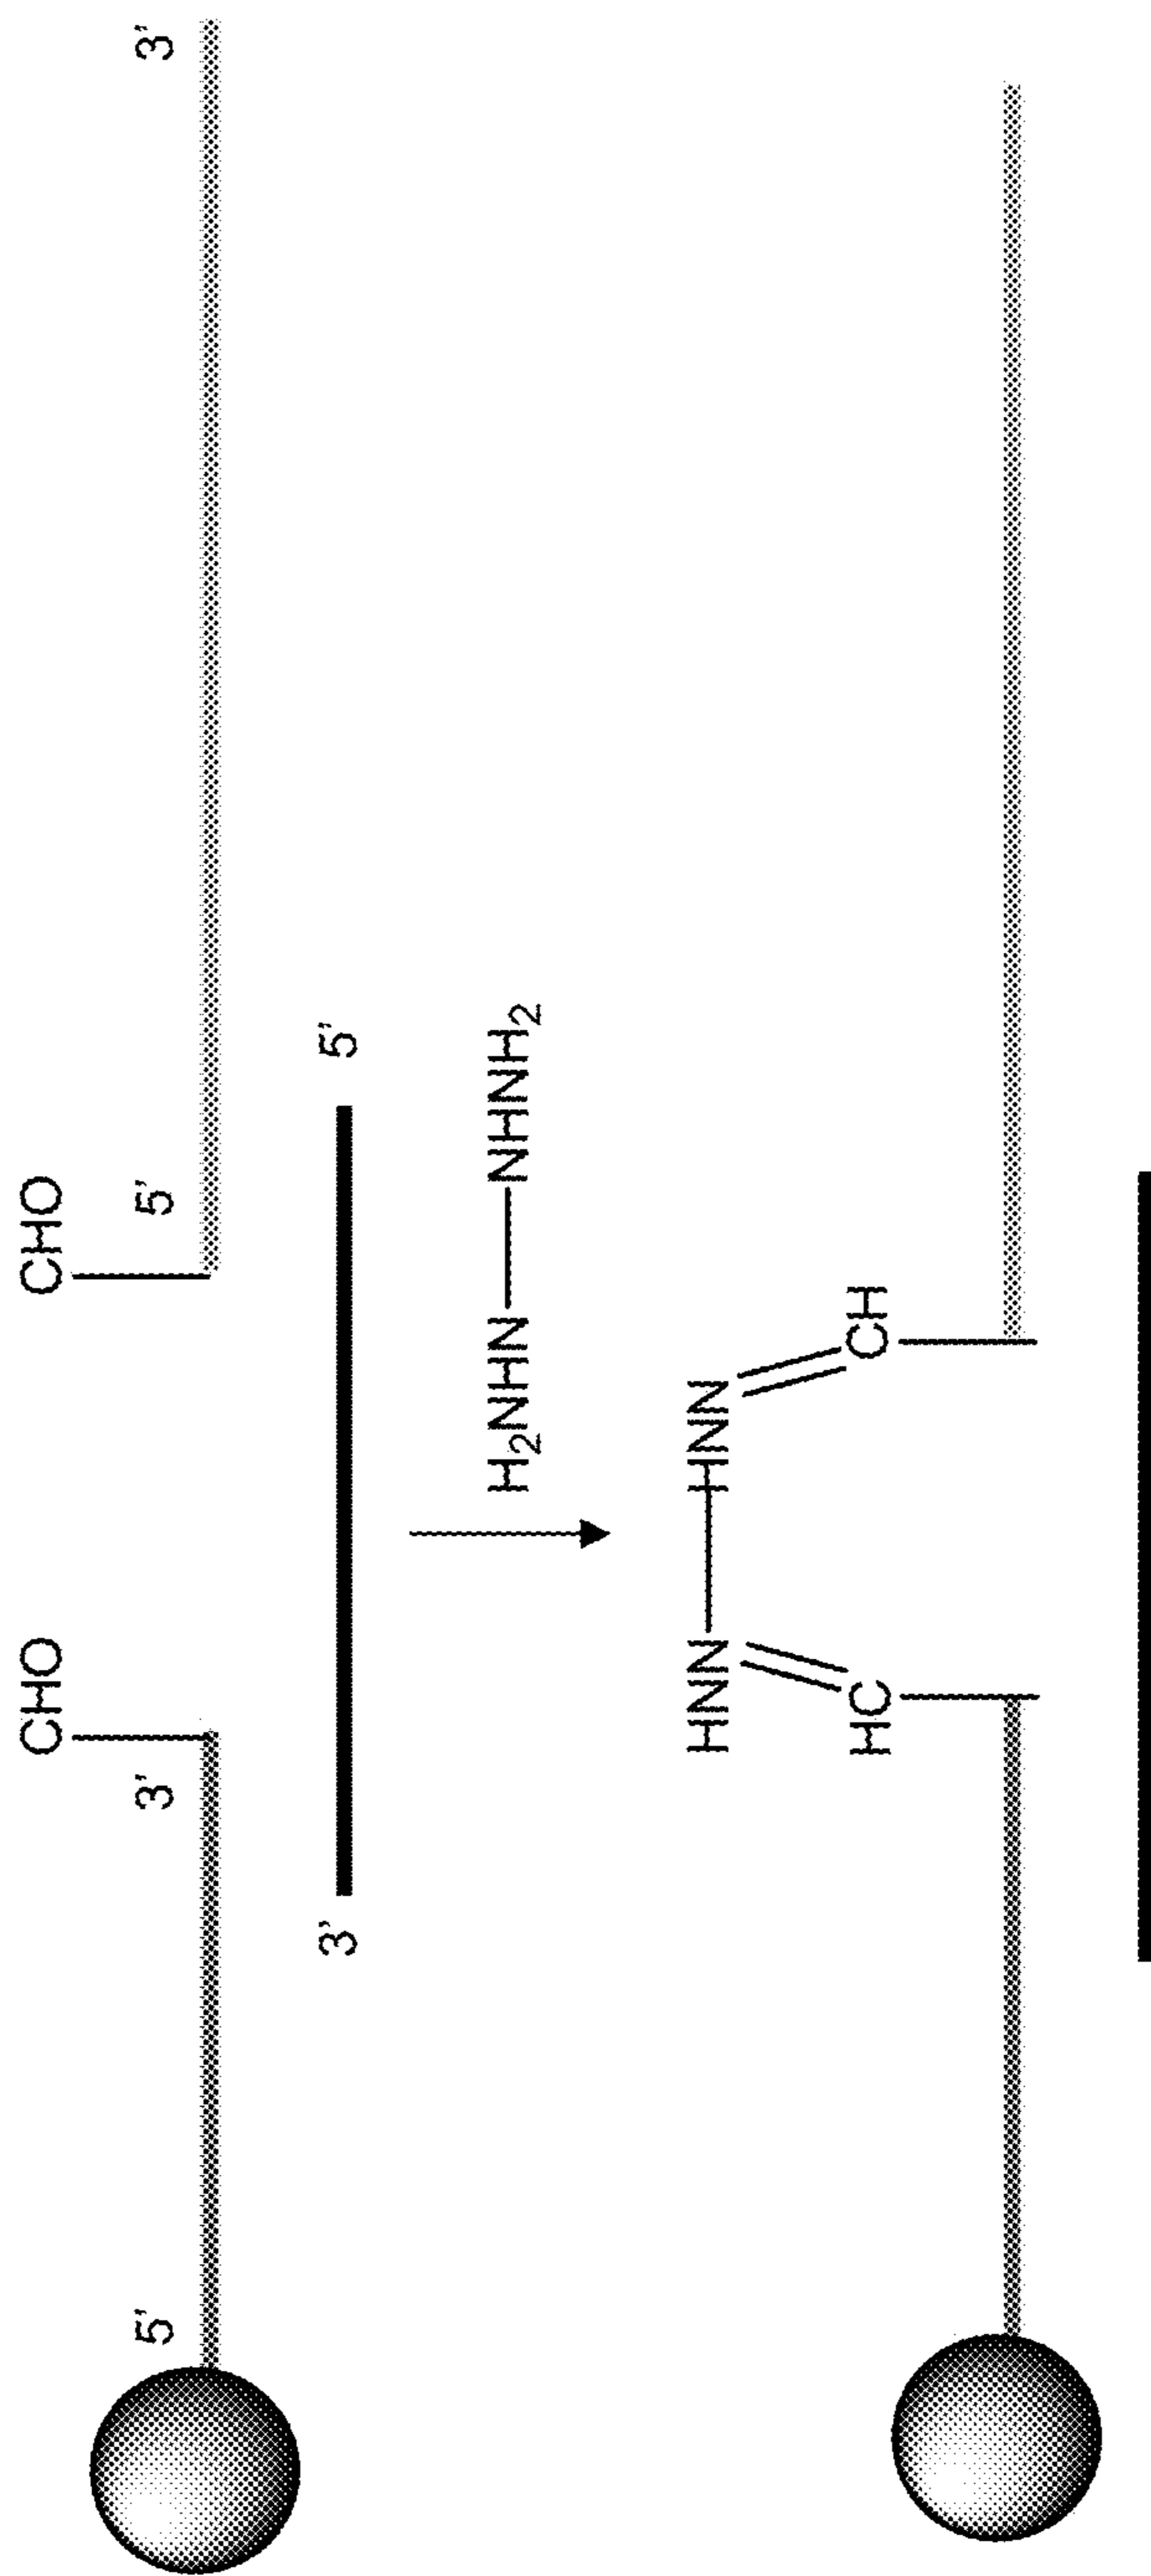 CHO CHO
5' 3' 5' 3'
3' 5'
H₂NHN—NHNH₂
HNN—HNN
HC CH